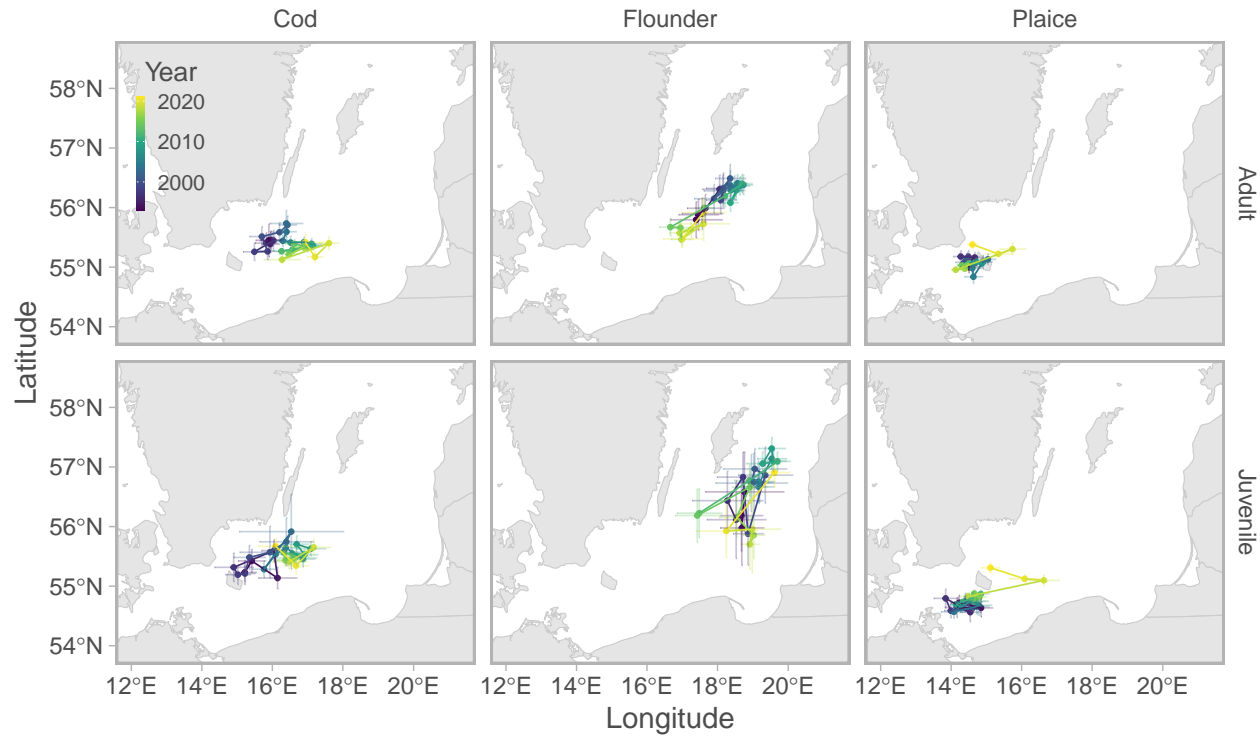 Cod Flounder Plaice
Year
2020
2010
2000
58°N
57°N
56°N
55°N
54°N
Adult
58°N
57°N
56°N
55°N
54°N
Juvenile
Latitude
12°E 14°E 16°E 18°E 20°E 12°E 14°E 16°E 18°E 20°E 12°E 14°E 16°E 18°E 20°E
Longitude